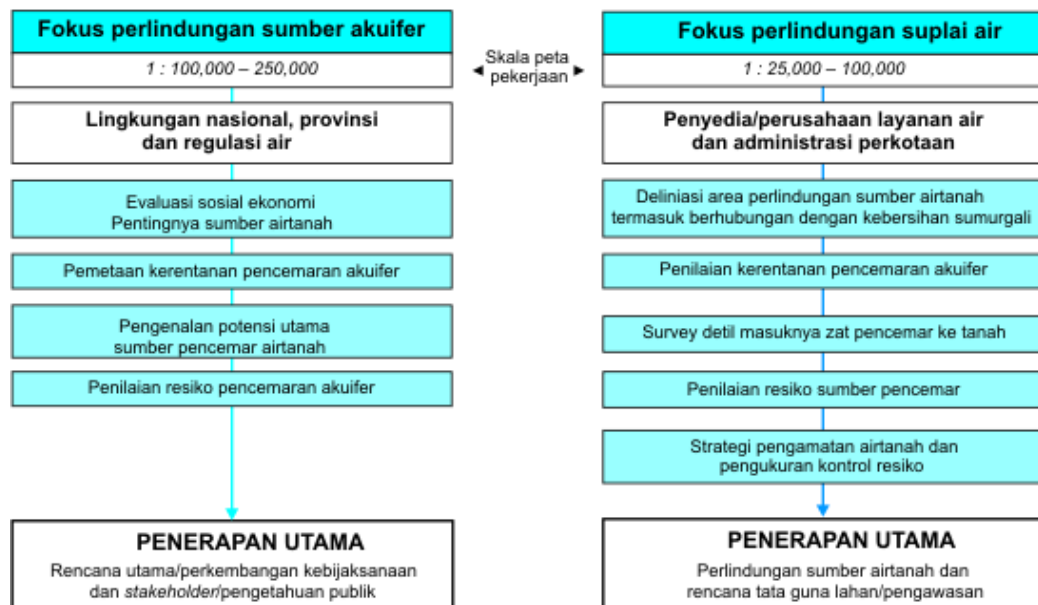 Fokus perlindungan sumber akuifer
1 : 100,000 – 250,000
Lingkungan nasional, provinsi
dan regulasi air
Evaluasi sosial ekonomi
Pentingnya sumber airtanah
Pemetaan kerentanan pencemaran akuifer
Pengenalan potensi utama
sumber pencemar airtanah
Penilaian resiko pencemaran akuifer
PENERAPAN UTAMA
Rencana utama/perkembangan kebijaksanaan
dan stakeholder/pengetahuan publik
Skala peta
pekerjaan
Fokus perlindungan suplai air
1 : 25,000 – 100,000
Penyedia/perusahaan layanan air
dan administrasi perkotaan
Deliniasi area perlindungan sumber airtanah
termasuk berhubungan dengan kebersihan sumurgali
Penilaian kerentanan pencemaran akuifer
Survey detil masuknya zat pencemar ke tanah
Penilaian resiko sumber pencemar
Strategi pengamatan airtanah dan
pengukuran kontrol resiko
PENERAPAN UTAMA
Perlindungan sumber airtanah dan
rencana tata guna lahan/pengawasan